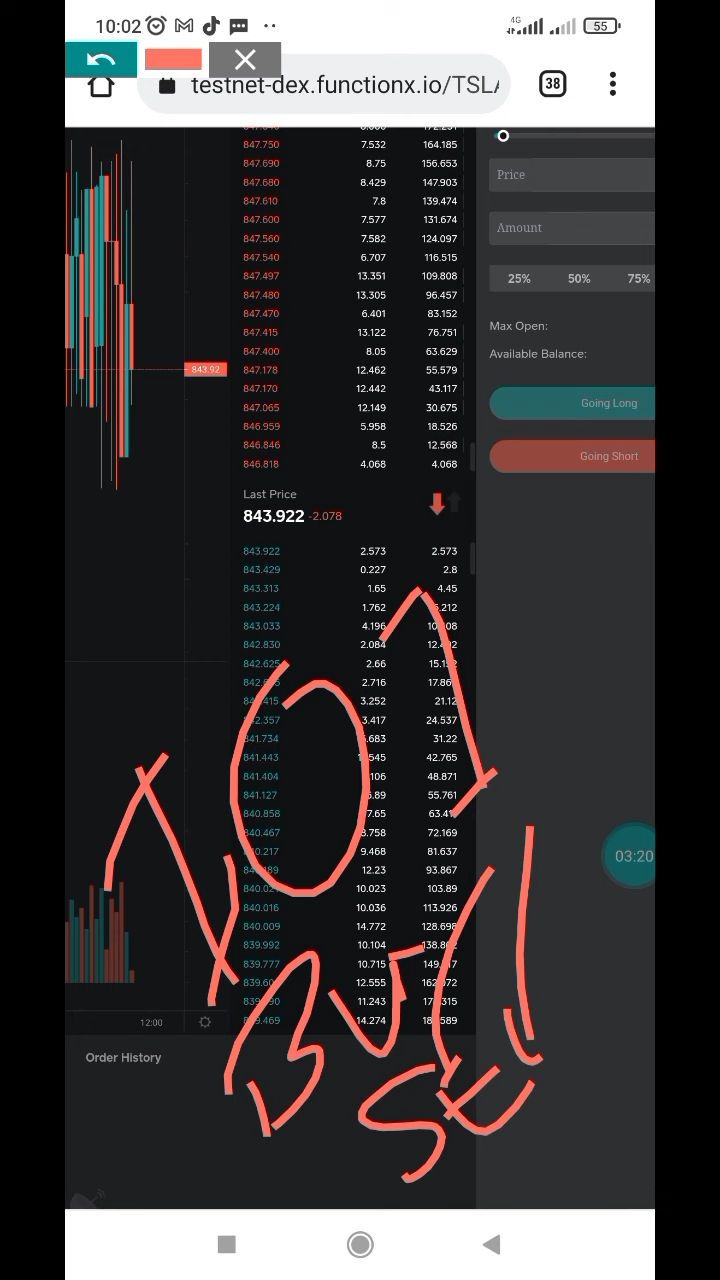 10:02
4G
55
testnet-dex.functionx.io/TSLA
38
847.750 7.532 164.185
847.690 8.75 156.653
847.680 8.429 147.903
847.610 7.8 139.474
847.600 7.577 131.674
847.560 7.582 124.097
847.540 6.707 116.515
847.497 13.351 109.808
847.480 13.305 96.457
847.470 6.401 83.152
847.415 13.122 76.751
847.400 8.05 63.629
847.178 12.462 55.579
847.170 12.442 43.117
847.065 12.149 30.675
846.959 5.958 18.526
846.846 8.5 12.568
846.818 4.068 4.068
843.92
Last Price
843.922 -2.078
843.922 2.573 2.573
843.429 0.227 2.8
843.313 1.65 4.45
843.224 1.762
843.033 4.196
842.830 2.084
842.625 2.66
2.716
3.252 21.12
3.417 24.537
841.734 31.22
841.443 42.765
841.404 48.871
841.127 55.761
840.858
840.467 72.169
9.468 81.637
12.23 93.867
10.023 103.89
840.016 10.036 113.926
840.009 14.772 128.698
839.992 10.104
839.777 10.715
12.555
11.243
14.274
12:00
Price
Amount
25% 50% 75%
Max Open:
Available Balance:
Going Long
Going Short
03:20
Order History